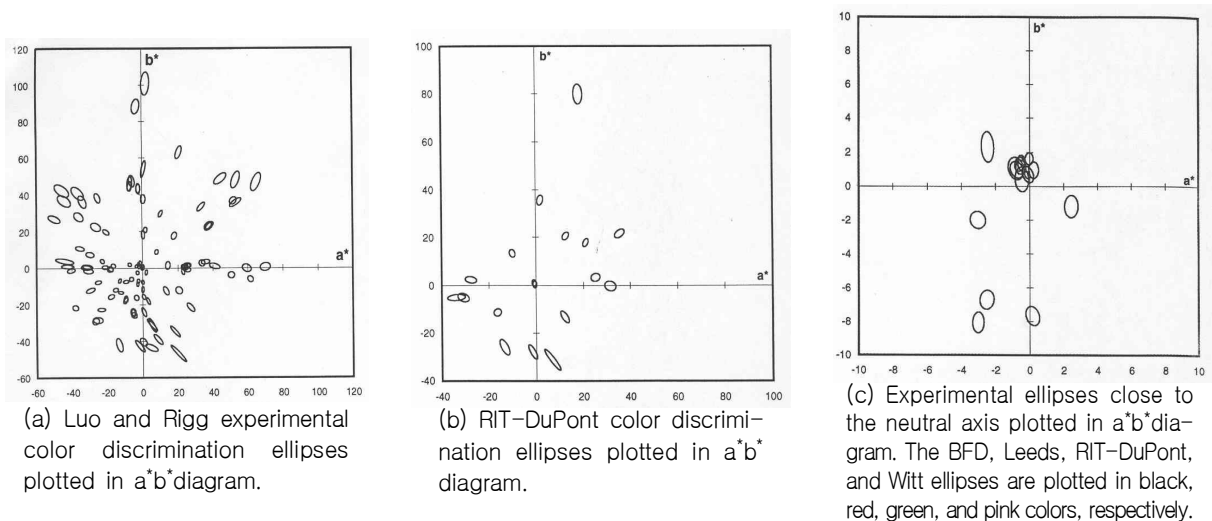 120
100
80
60
40
20
0
-20
-40
-60
-60 -40 -20 0 20 40 60 80 100 120
b*
a*
(a) Luo and Rigg experimental
color discrimination ellipses
plotted in a*b*diagram.
100
80
60
40
20
0
-20
-40
-40 -20 0 20 40 60 80 100
b*
a*
(b) RIT-DuPont color discrimi-
nation ellipses plotted in a*b*
diagram.
10
8
6
4
2
0
-2
-4
-6
-8
-10
-10 -8 -6 -4 -2 0 2 4 6 8 10
b*
a*
(c) Experimental ellipses close to
the neutral axis plotted in a*b*dia-
gram. The BFD, Leeds, RIT-DuPont,
and Witt ellipses are plotted in black,
red, green, and pink colors, respectively.